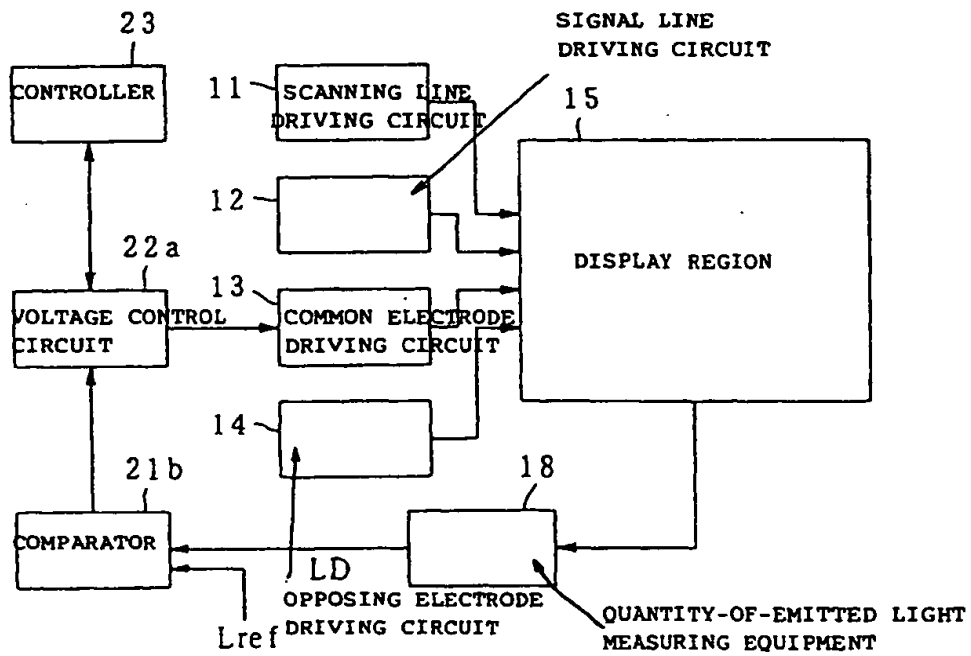 SIGNAL LINE
DRIVING CIRCUIT
23
CONTROLLER
11
SCANNING LINE
DRIVING CIRCUIT
15
12
DISPLAY REGION
22a
VOLTAGE CONTROL
CIRCUIT
13
COMMON ELECTRODE
DRIVING CIRCUIT
14
21b
COMPARATOR
18
LD
Lref
OPPOSING ELECTRODE
DRIVING CIRCUIT
QUANTITY-OF-EMITTED LIGHT
MEASURING EQUIPMENT